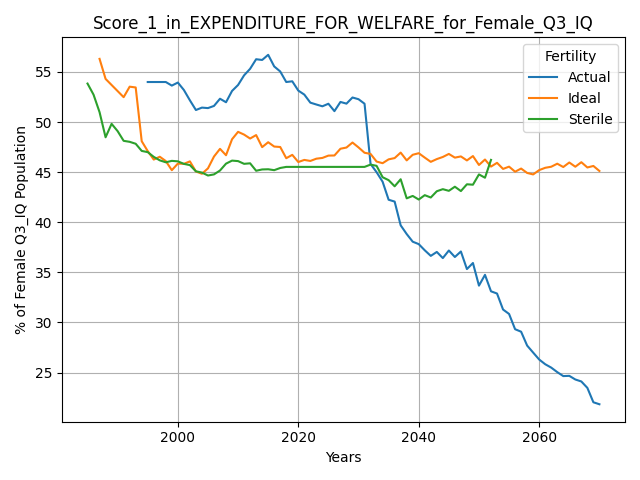 Score_1_in_EXPENDITURE_FOR_WELFARE_for_Female_Q3_IQ
Fertility
Actual
Ideal
Sterile
% of Female Q3_IQ Population
55
50
45
40
35
30
25
2000 2020 2040 2060
Years